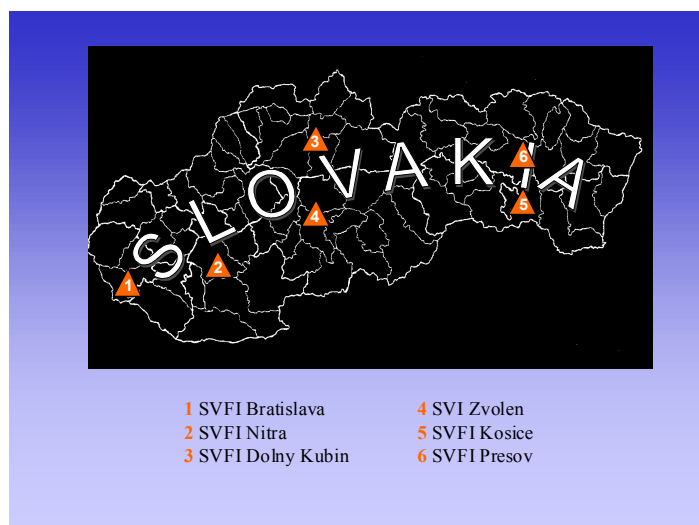 SLOVAKIA
3
6
4
5
2
1
1 SVFI Bratislava
2 SVFI Nitra
3 SVFI Dolny Kubin
4 SVI Zvolen
5 SVFI Kosice
6 SVFI Presov